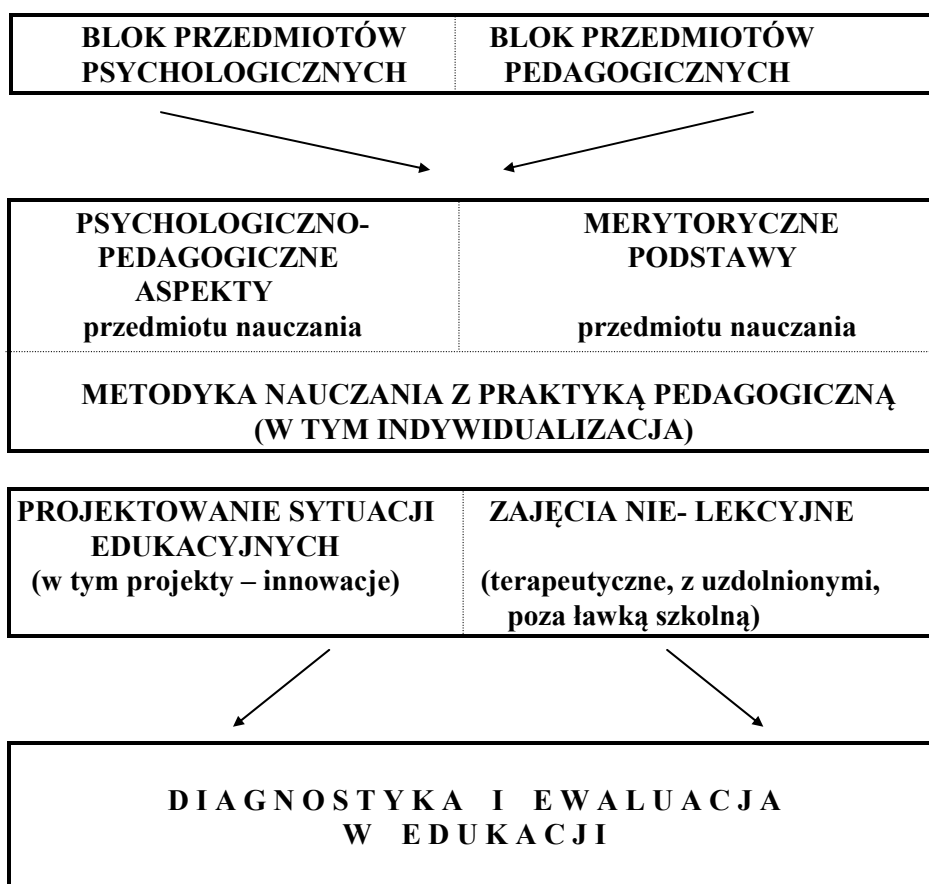 BLOK PRZEDMIOTÓW
PSYCHOLOGICZNYCH
BLOK PRZEDMIOTÓW
PEDAGOGICZNYCH
PSYCHOLOGICZNO-
PEDAGOGICZNE
ASPEKTY
przedmiotu nauczania
MERYTORYCZNE
PODSTAWY
przedmiotu nauczania
METODYKA NAUCZANIA Z PRAKTYKĄ PEDAGOGICZNĄ
(W TYM INDYWIDUALIZACJA)
PROJEKTOWANIE SYTUACJI
EDUKACYJNYCH
(w tym projekty – innowacje)
ZAJĘCIA NIE- LEKCYJNE
(terapeutyczne, z uzdolnionymi,
poza ławką szkolną)
D I A G N O S T Y K A I E W A L U A C J A
W E D U K A C J I